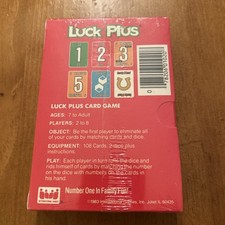 Luck Plus
1
2
3
5
LUCK PLUS CARD GAME
AGES: 7 to Adult
PLAYERS: 2 to 8
OBJECT: Be the first player to eliminate all
of your cards by matching cards and dice.
EQUIPMENT: 108 Cards, 3 dice plus
instructions.
PLAY: Each player in turn rolls the dice and
rids himself of cards by matching the number
on the dice with numbers on the cards
in his hand.
Number One In Family Fun!